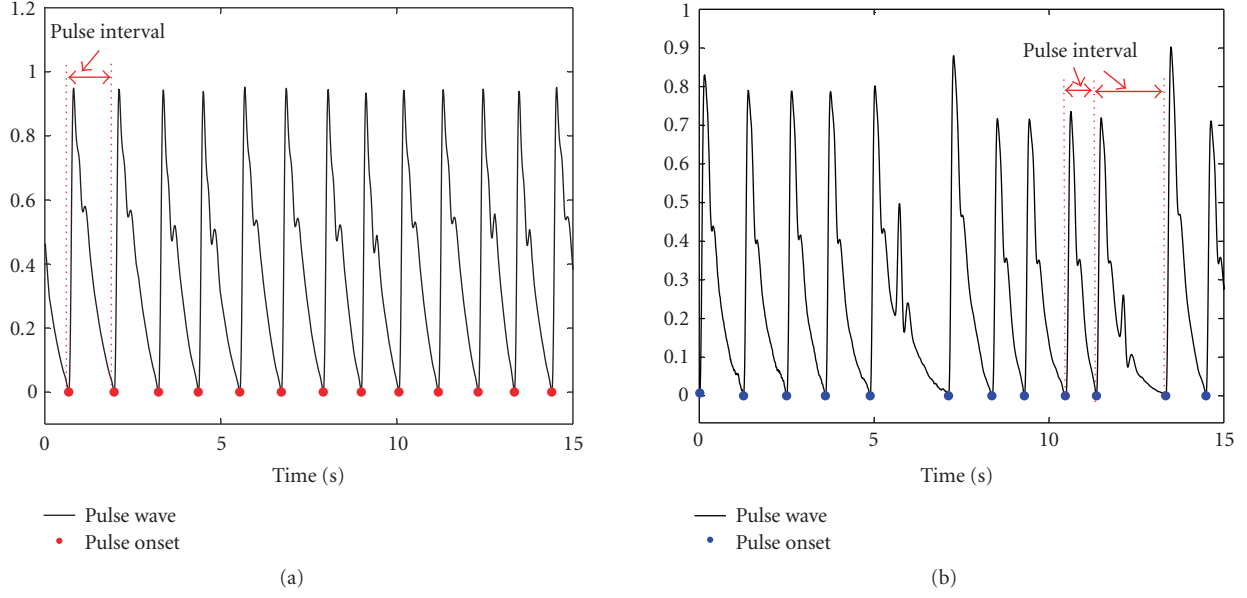 1.2
Pulse interval
1
0.8
0.6
0.4
0.2
0
0 5 10 15
Time (s)
Pulse wave
Pulse onset
(a)
1
0.9
Pulse interval
0.8
0.7
0.6
0.5
0.4
0.3
0.2
0.1
0
0 5 10 15
Time (s)
Pulse wave
Pulse onset
(b)